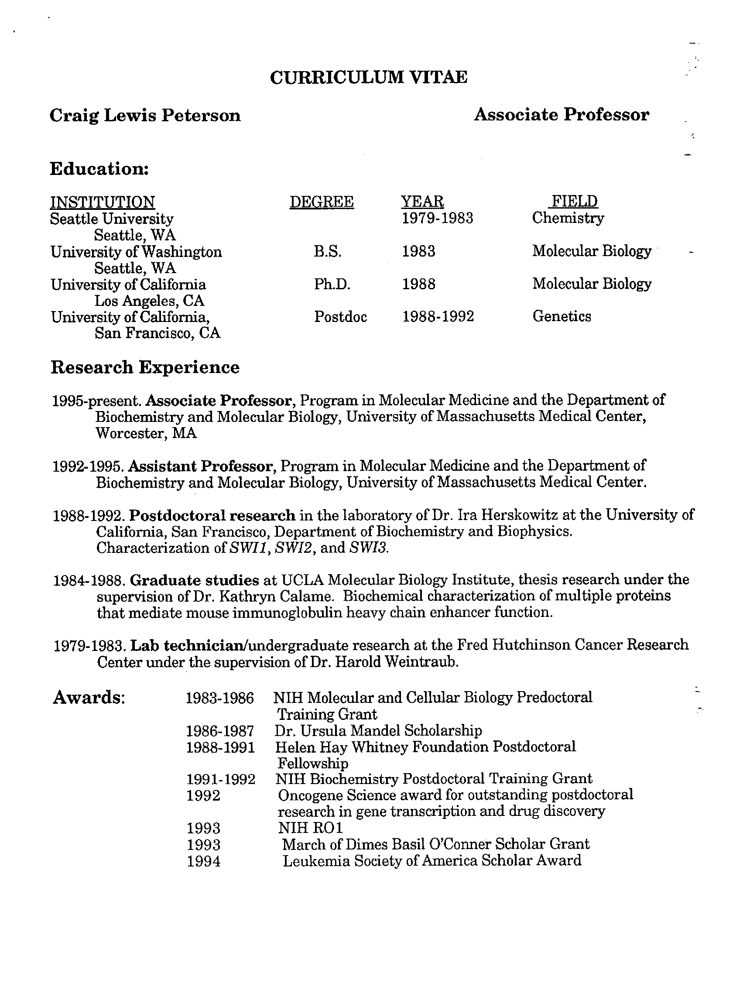 CURRICULUM VITAE
Craig Lewis Peterson Associate Professor
Education:
INSTITUTION DEGREE YEAR FIELD
Seattle University 1979-1983 Chemistry
Seattle, WA
University of Washington B.S. 1983 Molecular Biology
Seattle, WA
University of California Ph.D. 1988 Molecular Biology
Los Angeles, CA
University of California, Postdoc 1988-1992 Genetics
San Francisco, CA
Research Experience
1995-present. Associate Professor, Program in Molecular Medicine and the Department of
Biochemistry and Molecular Biology, University of Massachusetts Medical Center,
Worcester, MA
1992-1995. Assistant Professor, Program in Molecular Medicine and the Department of
Biochemistry and Molecular Biology, University of Massachusetts Medical Center.
1988-1992. Postdoctoral research in the laboratory of Dr. Ira Herskowitz at the University of
California, San Francisco, Department of Biochemistry and Biophysics.
Characterization of SWI1, SWI2, and SWI3.
1984-1988. Graduate studies at UCLA Molecular Biology Institute, thesis research under the
supervision of Dr. Kathryn Calame. Biochemical characterization of multiple proteins
that mediate mouse immunoglobulin heavy chain enhancer function.
1979-1983. Lab technician/undergraduate research at the Fred Hutchinson Cancer Research
Center under the supervision of Dr. Harold Weintraub.
Awards: 1983-1986 NIH Molecular and Cellular Biology Predoctoral
Training Grant
1986-1987 Dr. Ursula Mandel Scholarship
1988-1991 Helen Hay Whitney Foundation Postdoctoral
Fellowship
1991-1992 NIH Biochemistry Postdoctoral Training Grant
1992 Oncogene Science award for outstanding postdoctoral
research in gene transcription and drug discovery
1993 NIH RO1
1993 March of Dimes Basil O'Conner Scholar Grant
1994 Leukemia Society of America Scholar Award